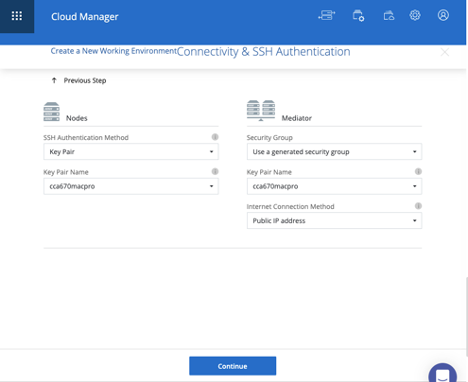 Cloud Manager
Create a New Working Environment Connectivity & SSH Authentication
Previous Step
Nodes
Mediator
SSH Authentication Method
Security Group
Key Pair
Use a generated security group
Key Pair Name
Key Pair Name
cca670macpro
cca670macpro
Internet Connection Method
Public IP address
Continue